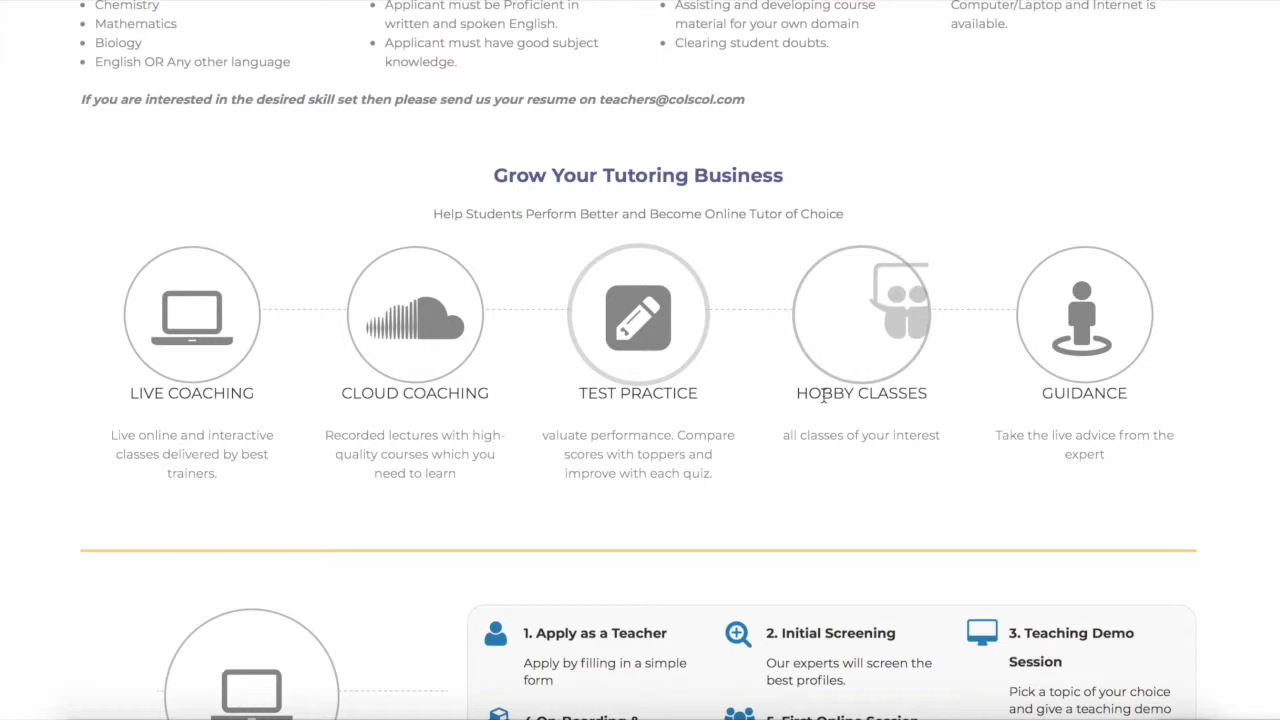 Chemistry
Mathematics
Biology
English OR Any other language
Applicant must be Proficient in
written and spoken English.
Applicant must have good subject
knowledge.
Assisting and developing course
material for your own domain
Clearing student doubts.
Computer/Laptop and Internet is
available.
If you are interested in the desired skill set then please send us your resume on teachers@colscol.com
Grow Your Tutoring Business
Help Students Perform Better and Become Online Tutor of Choice
LIVE COACHING
Live online and interactive
classes delivered by best
trainers.
CLOUD COACHING
Recorded lectures with high-
quality courses which you
need to learn
TEST PRACTICE
valuate performance. Compare
scores with toppers and
improve with each quiz.
HOBBY CLASSES
all classes of your interest
GUIDANCE
Take the live advice from the
expert
1. Apply as a Teacher
Apply by filling in a simple
form
2. Initial Screening
Our experts will screen the
best profiles.
3. Teaching Demo
Session
Pick a topic of your choice
and give a teaching demo
4. On-Boarding &
5. First Online Session